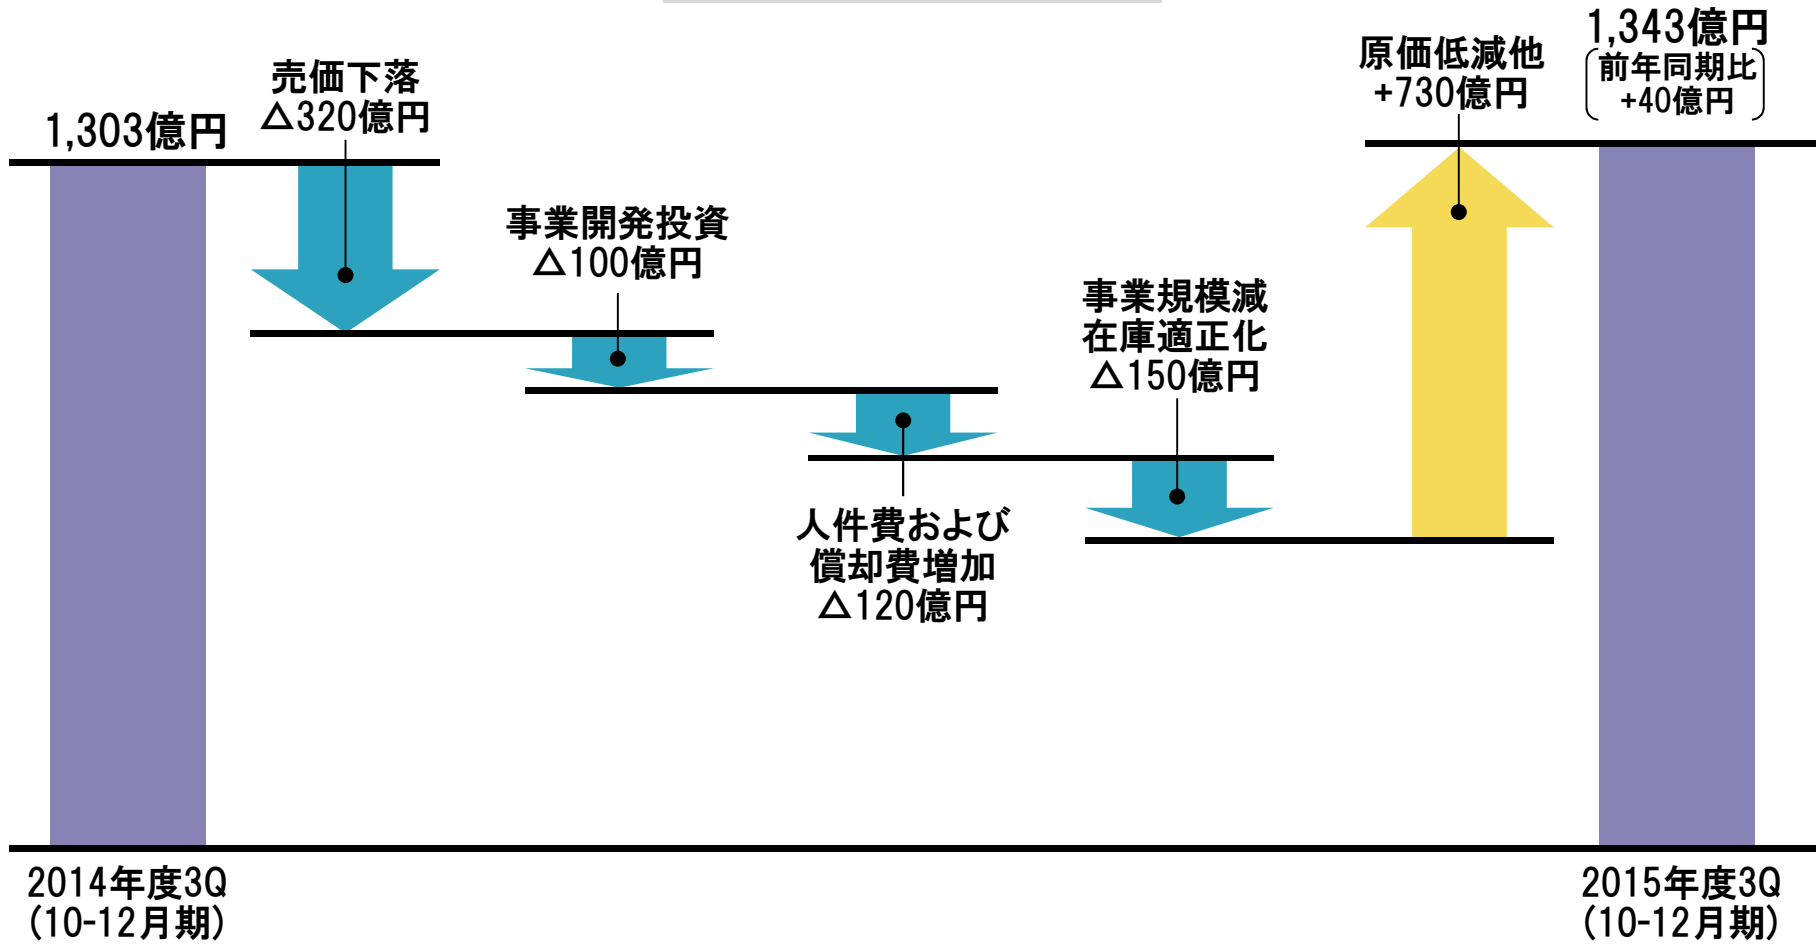 1,303億円
売価下落
△320億円
事業開発投資
△100億円
人件費および
償却費増加
△120億円
事業規模減
在庫適正化
△150億円
原価低減他
+730億円
1,343億円
前年同期比
+40億円
2014年度3Q
(10-12月期)
2015年度3Q
(10-12月期)